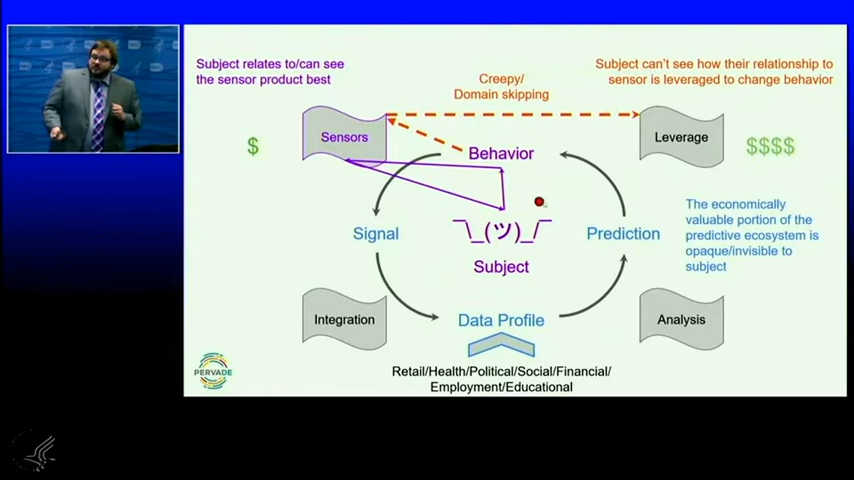 Subject relates to/can see
the sensor product best
Creepy/
Domain skipping
Subject can't see how their relationship to
sensor is leveraged to change behavior
$
Sensors
Leverage
$$$$
Behavior
Signal
¯\_(ツ)_/¯
Subject
Prediction
The economically
valuable portion of the
predictive ecosystem is
opaque/invisible to
subject
Integration
Data Profile
Analysis
Retail/Health/Political/Social/Financial/
Employment/Educational
PERVADE